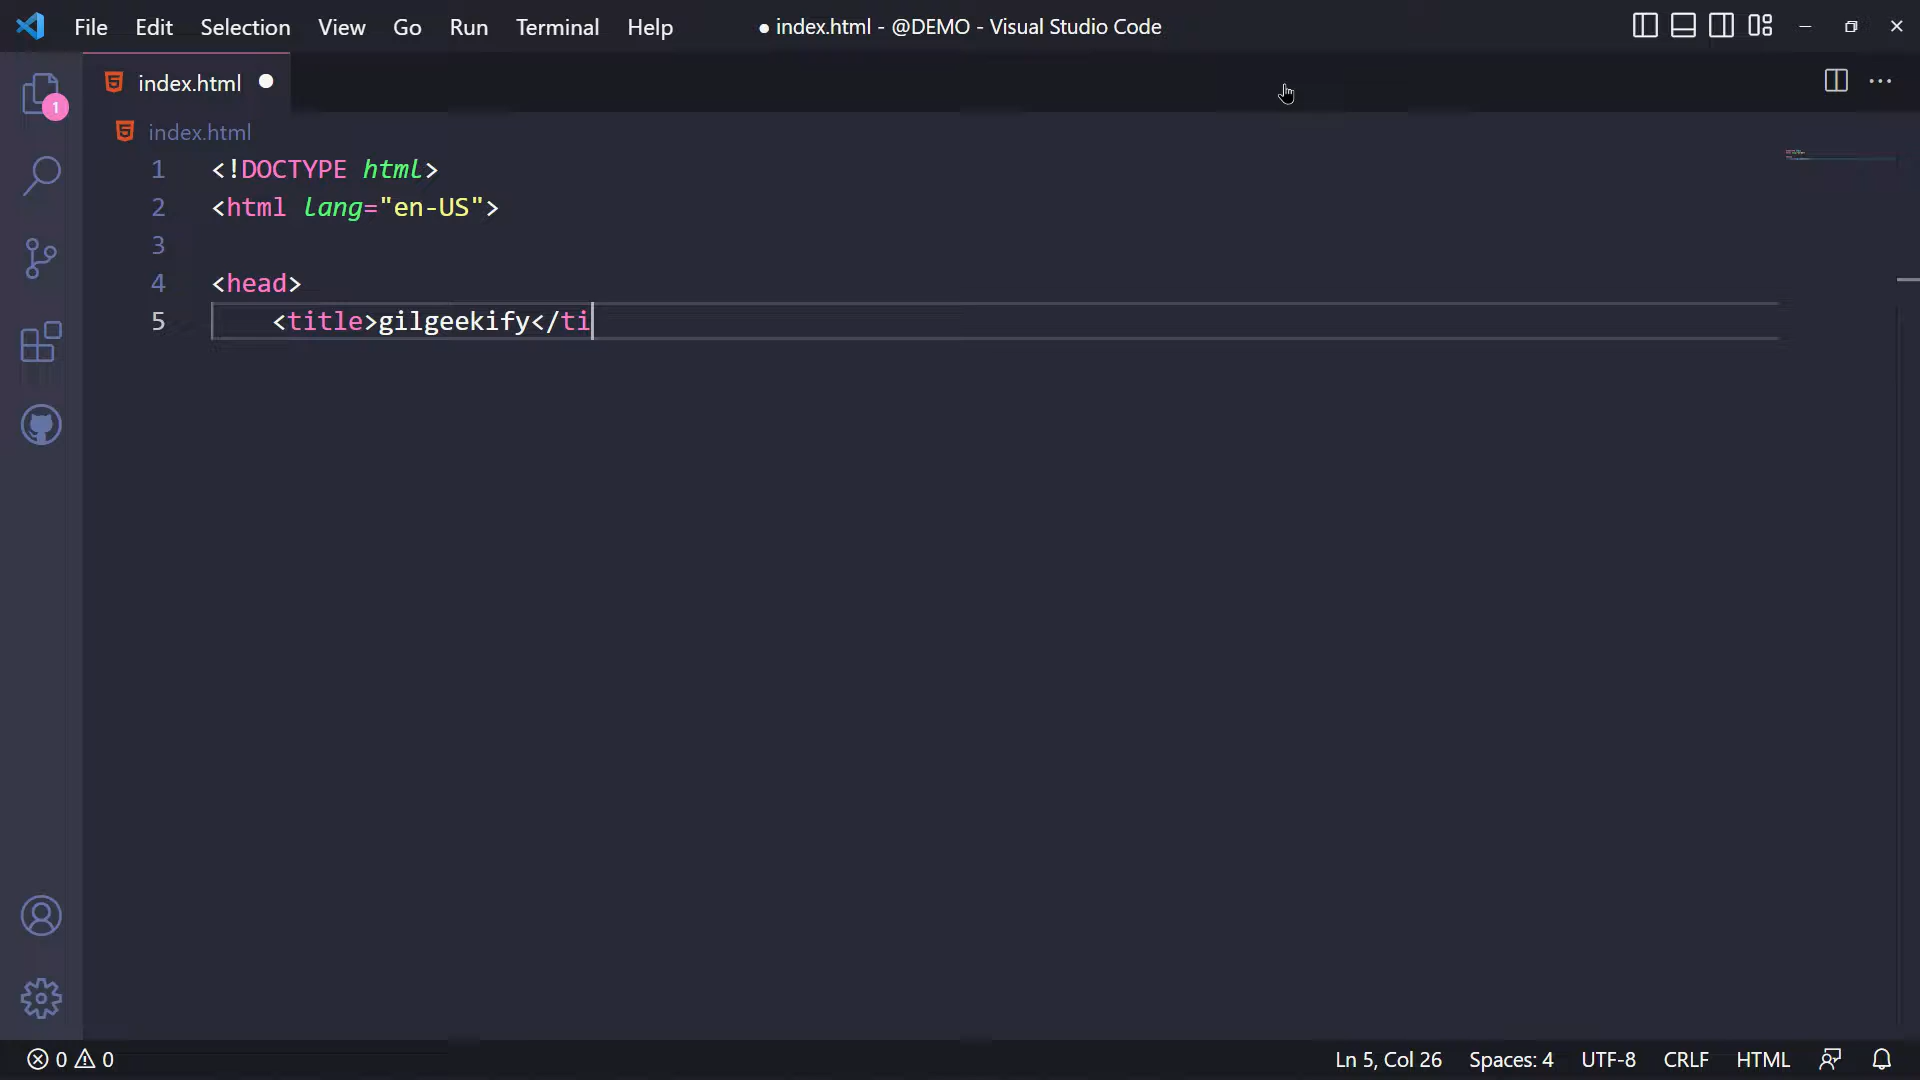 File Edit Selection View Go Run Terminal Help ● index.html - @DEMO - Visual Studio Code
index.html
1
index.html
1 <!DOCTYPE html>
2 <html lang="en-US">
3
4 <head>
5 <title>gilgeekify</ti
0 0 Ln 5, Col 26 Spaces: 4 UTF-8 CRLF HTML